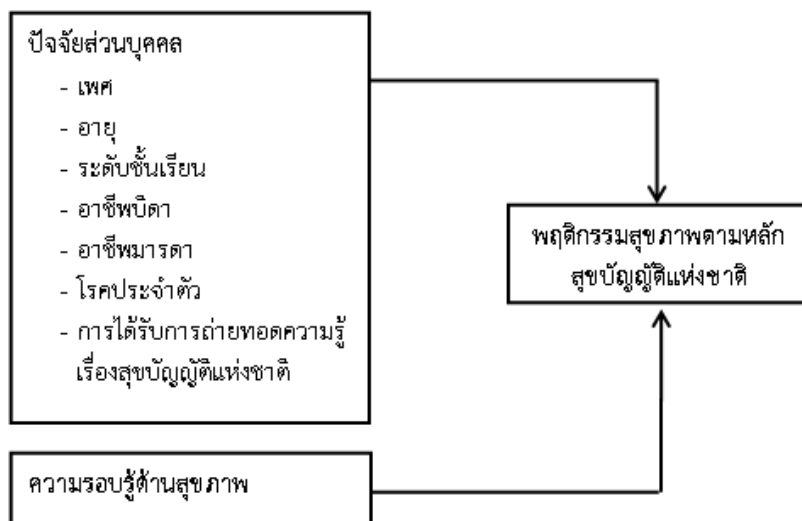 ปัจจัยส่วนบุคคล
- เพศ
- อายุ
- ระดับชั้นเรียน
- อาชีพบิดา
- อาชีพมารดา
- โรคประจำตัว
- การได้รับการถ่ายทอดความรู้
เรื่องสุขบัญญัติแห่งชาติ
พฤติกรรมสุขภาพตามหลัก
สุขบัญญัติแห่งชาติ
ความรอบรู้ด้านสุขภาพ